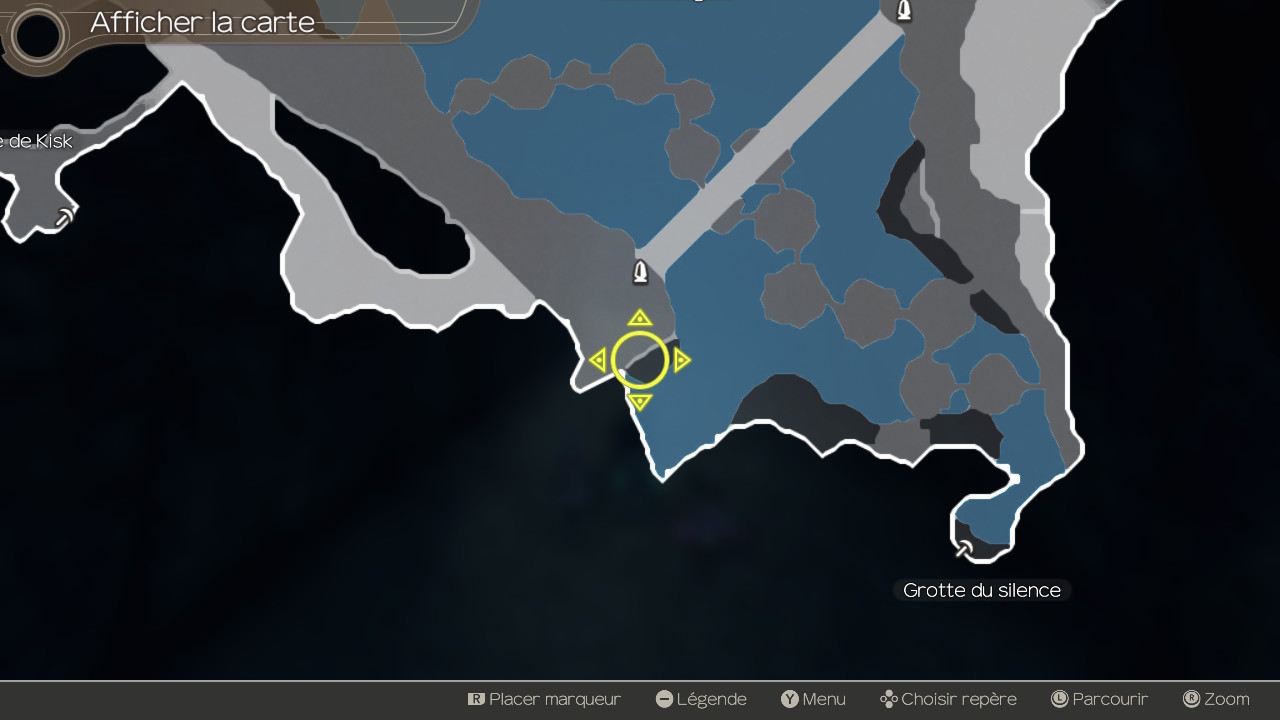 Afficher la carte
de Kisk
Grotte du silence
R Placer marqueur
Légende
Y Menu
Choisir repère
L Parcourir
R Zoom